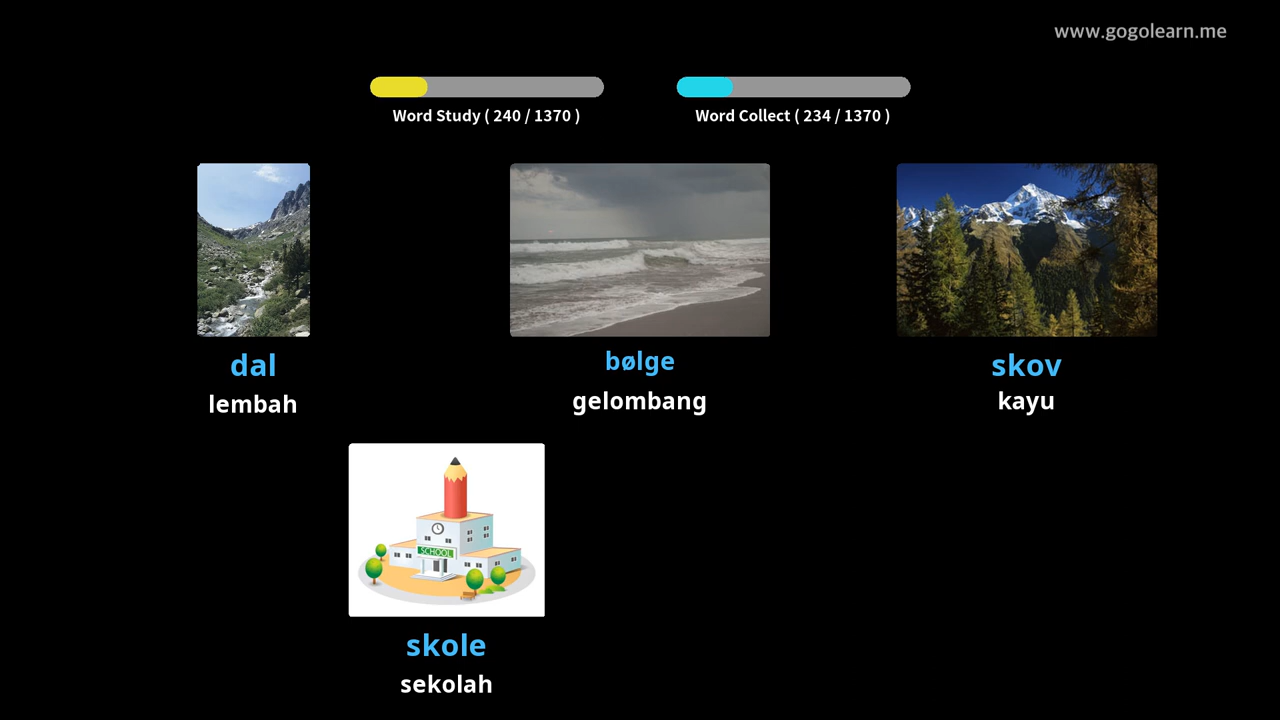 www.gogolearn.me
Word Study ( 240 / 1370 )
Word Collect ( 234 / 1370 )
dal
lembah
bølge
gelombang
skov
kayu
SCHOOL
skole
sekolah